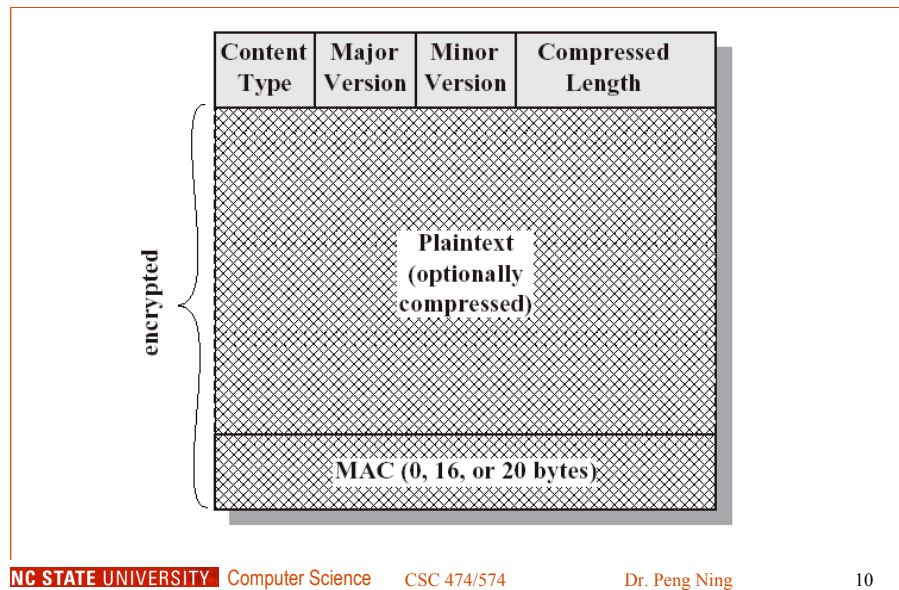 Content Type
Major Version
Minor Version
Compressed Length
encrypted
Plaintext
(optionally
compressed)
MAC (0, 16, or 20 bytes)
NC STATE UNIVERSITY Computer Science CSC 474/574 Dr. Peng Ning 10